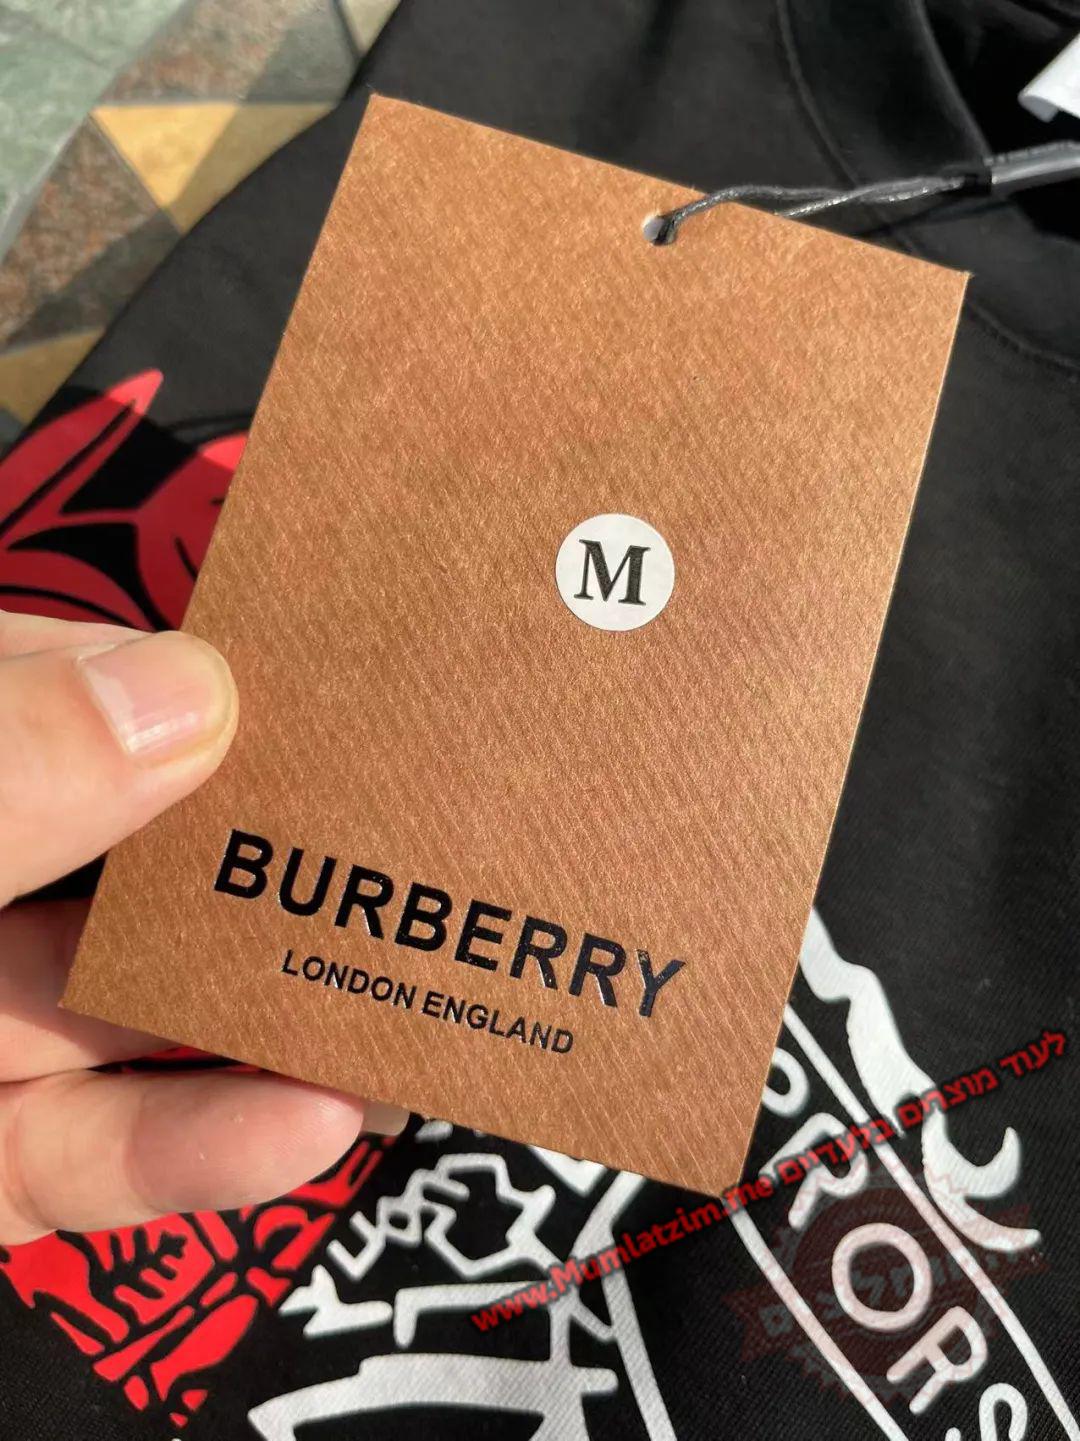 M
BURBERRY
LONDON ENGLAND
לעוד מוצרים בלעדיים www.Mumlatzim.me